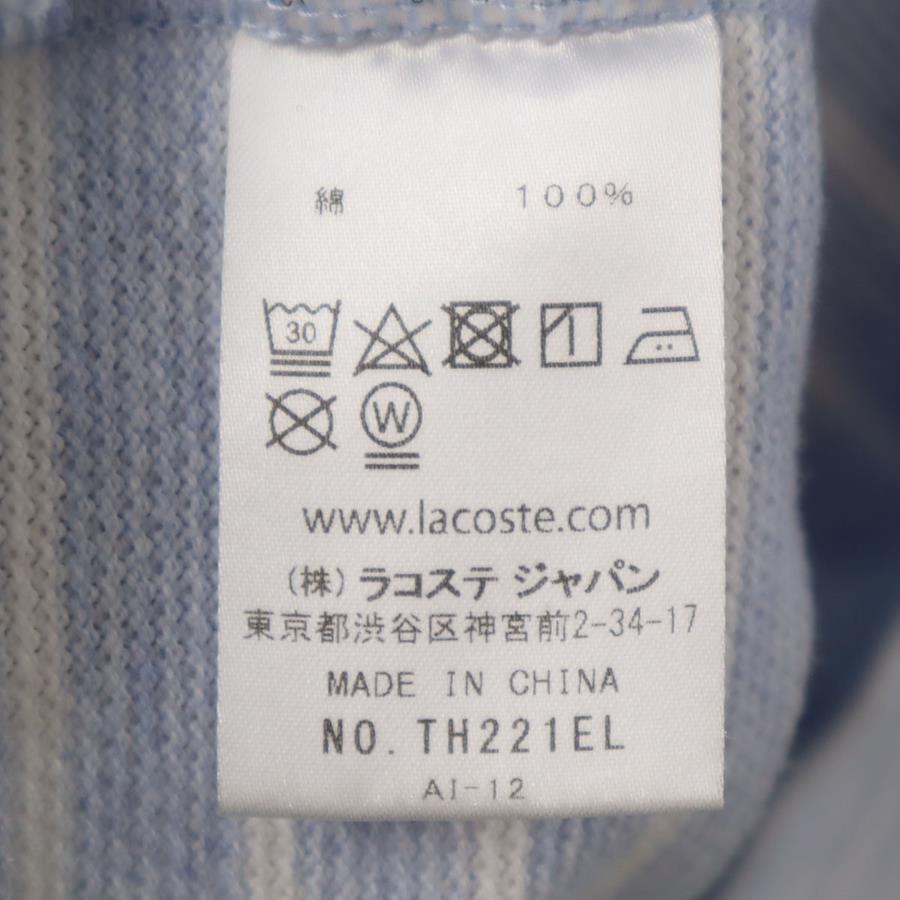 綿 100%
30
W
www.lacoste.com
(株) ラコステ ジャパン
東京都渋谷区神宮前2-34-17
MADE IN CHINA
NO. TH221EL
AI-12